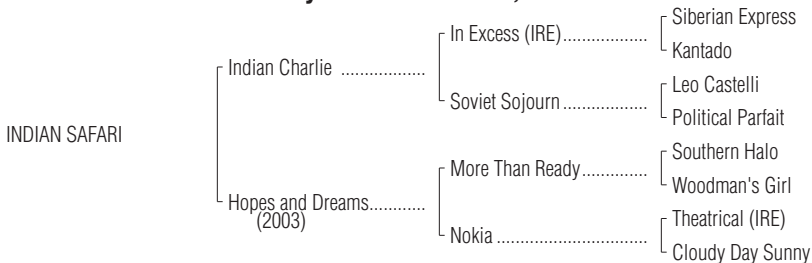 Siberian Express
In Excess (IRE)..................
Kantado
Indian Charlie ..................
Leo Castelli
Soviet Sojourn..................
Political Parfait
INDIAN SAFARI
Southern Halo
More Than Ready..............
Woodman's Girl
Hopes and Dreams............
(2003)
Theatrical (IRE)
Nokia ................................
Cloudy Day Sunny